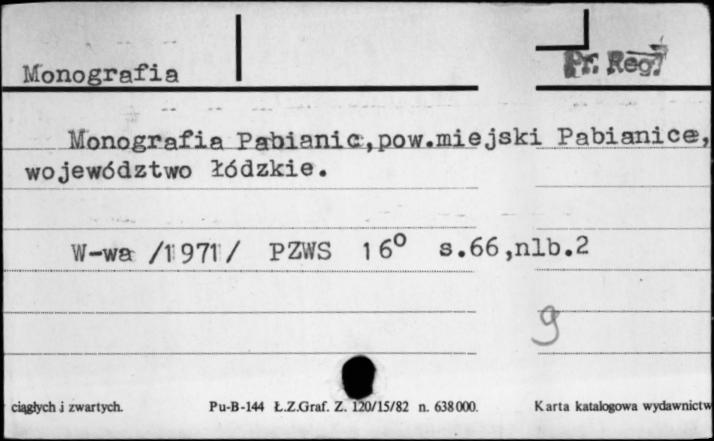 Monografia
Pr. Reg.
Monografia Pabianic,pow.miejski Pabianice,
województwo łódzkie.
W-wa /1971/ PZWS 16° s.66,nlb.2
g
ciągłych i zwartych. Pu-B-144 Ł.Z.Graf. Z. 120/15/82 n. 638000. Karta katalogowa wydawnictw